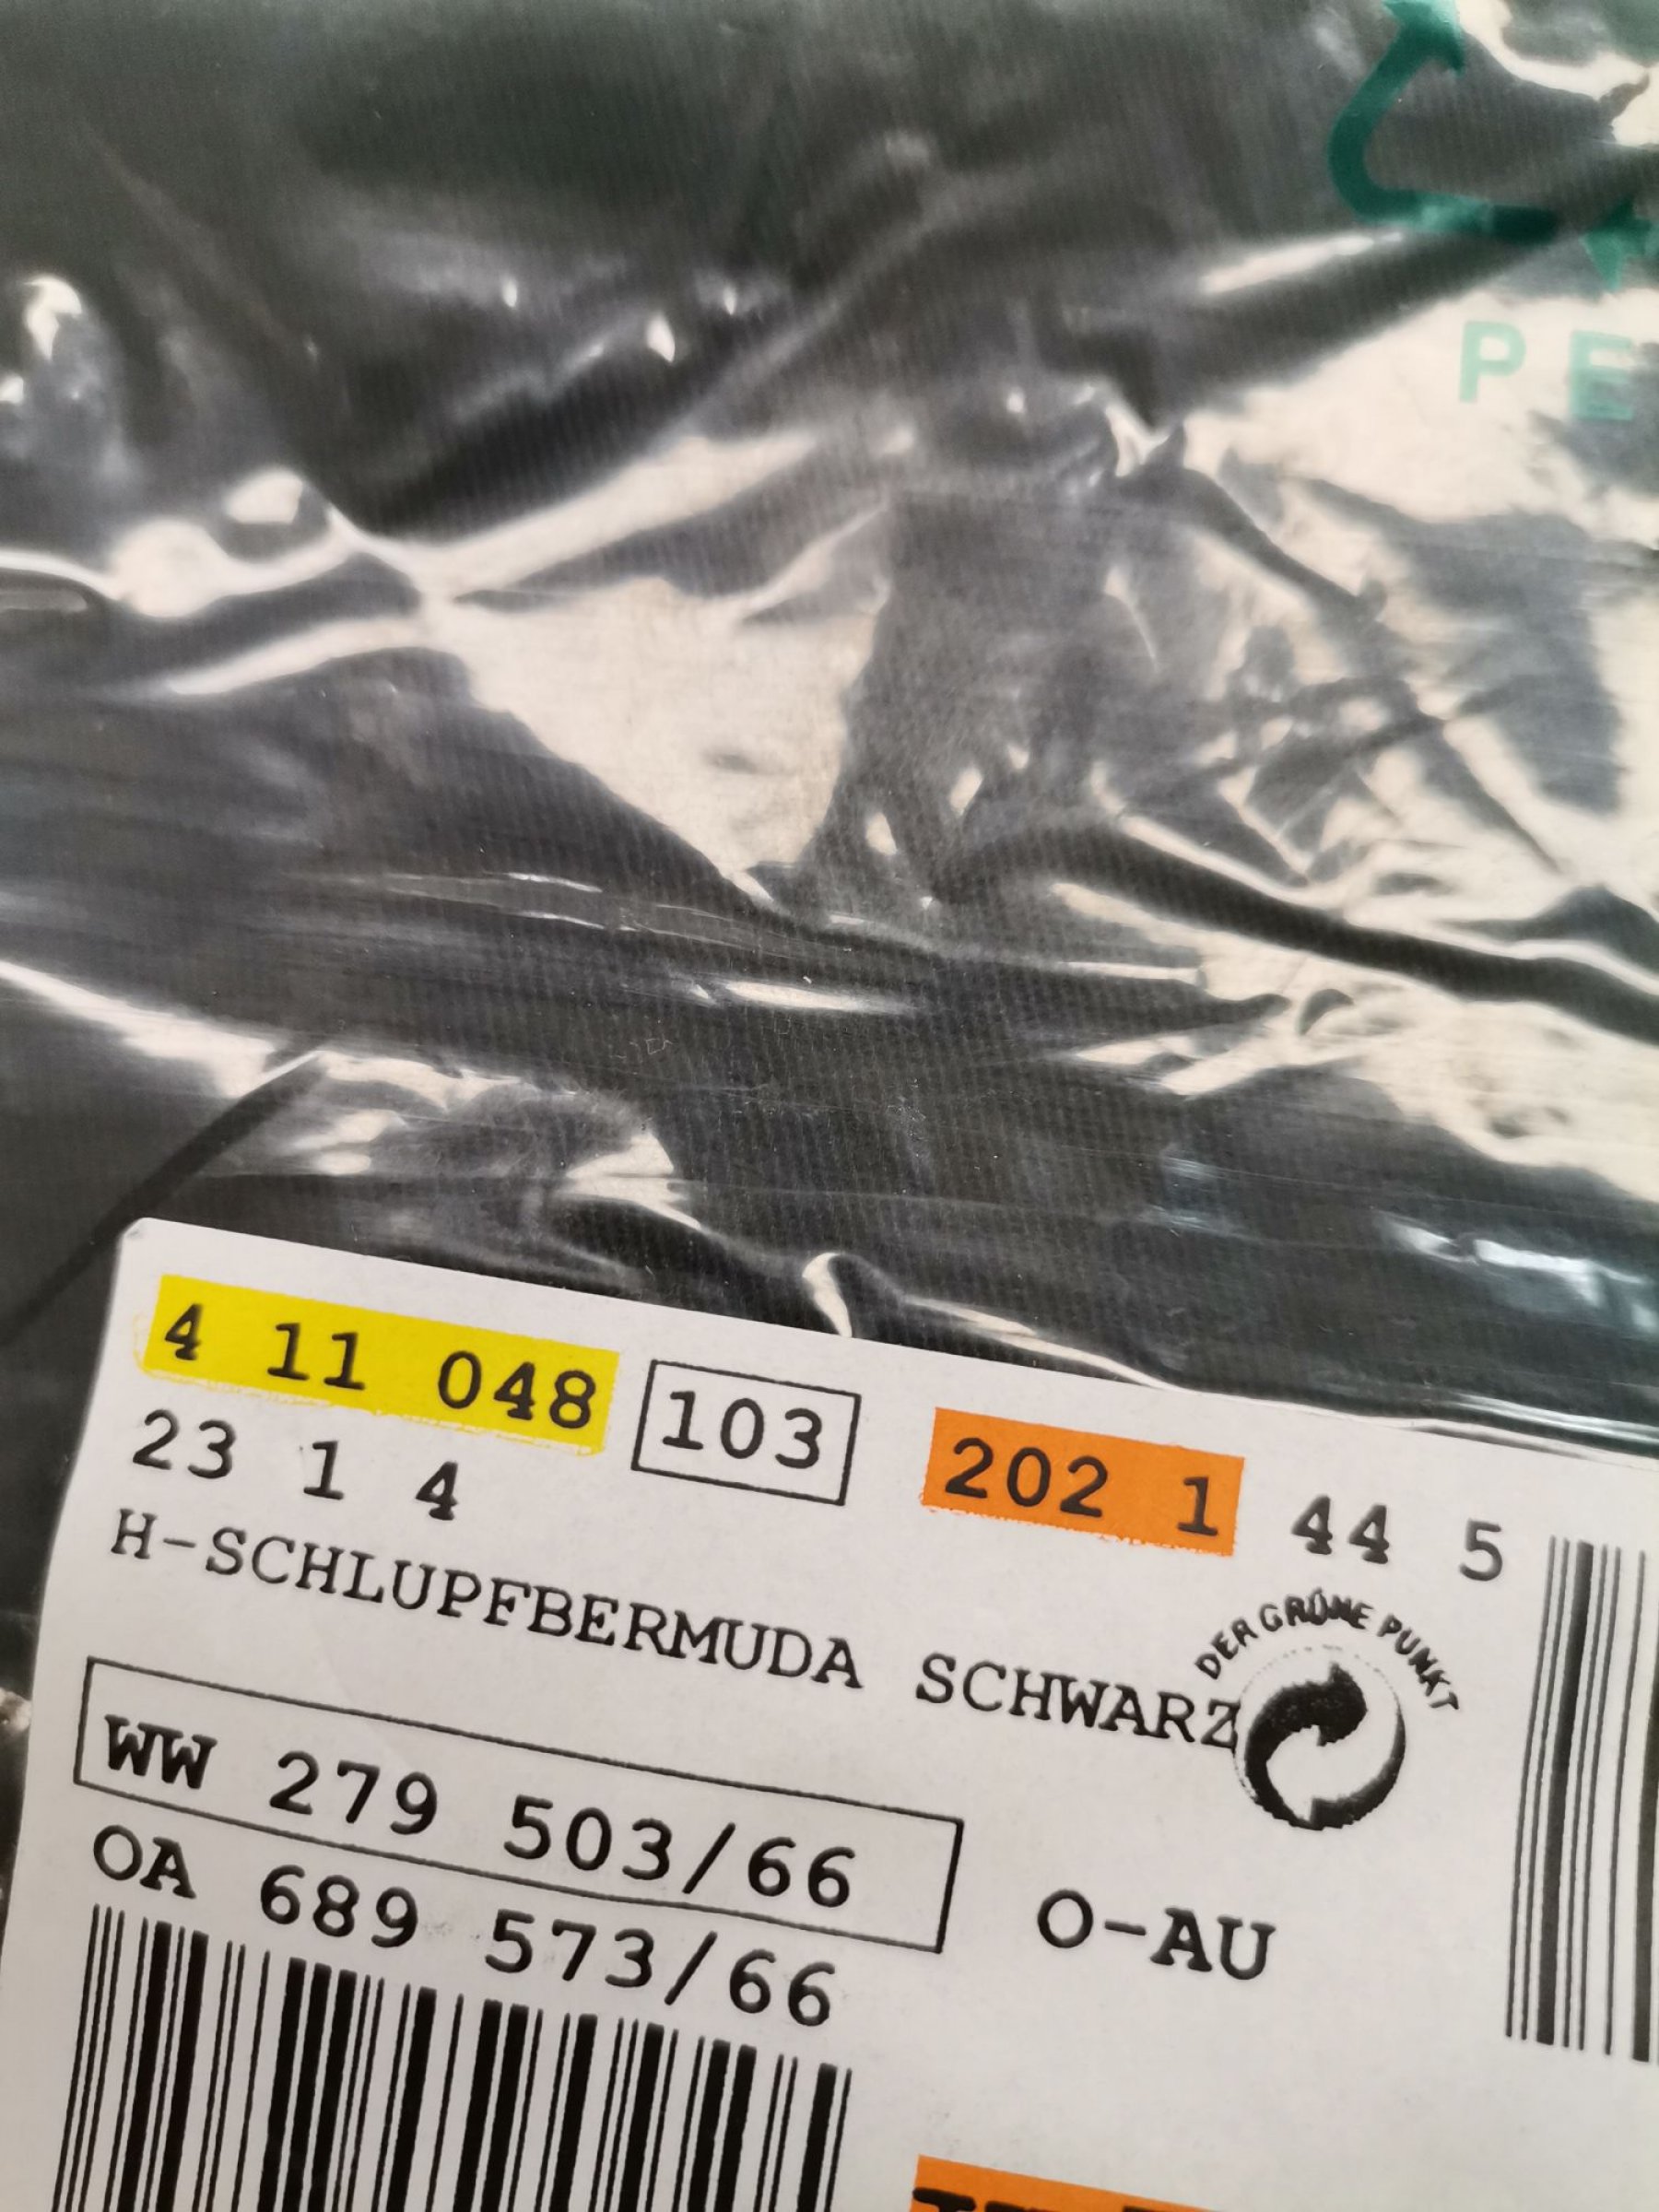 PE
4 11 048 103 202 1 44 5
23 1 4
H-SCHLUPFBERMUDA SCHWARZ
DER GRÜNE PUNKT
WW 279 503/66
OA 689 573/66 O-AU